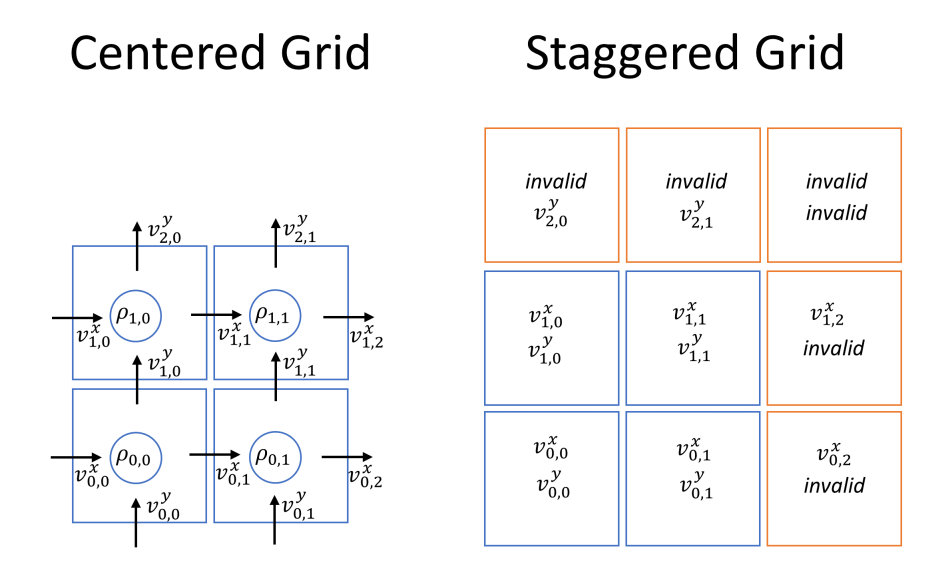 Centered Grid
Staggered Grid
v^y_{2,0}
v^y_{2,1}
ρ_{1,0}
ρ_{1,1}
v^x_{1,0}
v^x_{1,1}
v^x_{1,2}
v^y_{1,0}
v^y_{1,1}
ρ_{0,0}
ρ_{0,1}
v^x_{0,0}
v^x_{0,1}
v^x_{0,2}
v^y_{0,0}
v^y_{0,1}
invalid
v^y_{2,0}
invalid
v^y_{2,1}
invalid
invalid
v^x_{1,0}
v^y_{1,0}
v^x_{1,1}
v^y_{1,1}
v^x_{1,2}
invalid
v^x_{0,0}
v^y_{0,0}
v^x_{0,1}
v^y_{0,1}
v^x_{0,2}
invalid